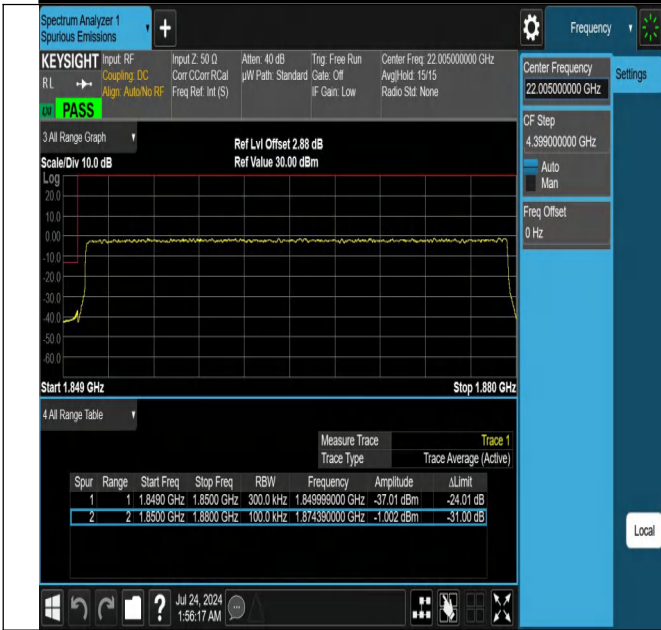 Spectrum Analyzer 1
Spurious Emissions
+
Frequency
KEYSIGHT
RL
Input: RF
Coupling: DC
Align: Auto/No RF
Input Z: 50 Ω
Corr CCorr RCal
Freq Ref: Int (S)
Atten: 40 dB
µW Path: Standard
Trig: Free Run
Gate: Off
IF Gain: Low
Center Freq: 22.005000000 GHz
Avg|Hold: 15/15
Radio Std: None
PASS
Center Frequency
22.005000000 GHz
Settings
CF Step
4.399000000 GHz
Auto
Man
Freq Offset
0 Hz
3 All Range Graph
Ref Lvl Offset 2.88 dB
Scale/Div 10.0 dB
Ref Value 30.00 dBm
Log
20.0
10.0
0.00
-10.0
-20.0
-30.0
-40.0
-50.0
-60.0
Start 1.849 GHz
Stop 1.880 GHz
4 All Range Table
Measure Trace Trace 1
Trace Type Trace Average (Active)
Spur Range Start Freq Stop Freq RBW Frequency Amplitude ΔLimit
1 1 1.8490 GHz 1.8500 GHz 300.0 kHz 1.849999000 GHz -37.01 dBm -24.01 dB
2 2 1.8500 GHz 1.8800 GHz 100.0 kHz 1.874390000 GHz -1.002 dBm -31.00 dB
Local
?
Jul 24, 2024
1:56:17 AM